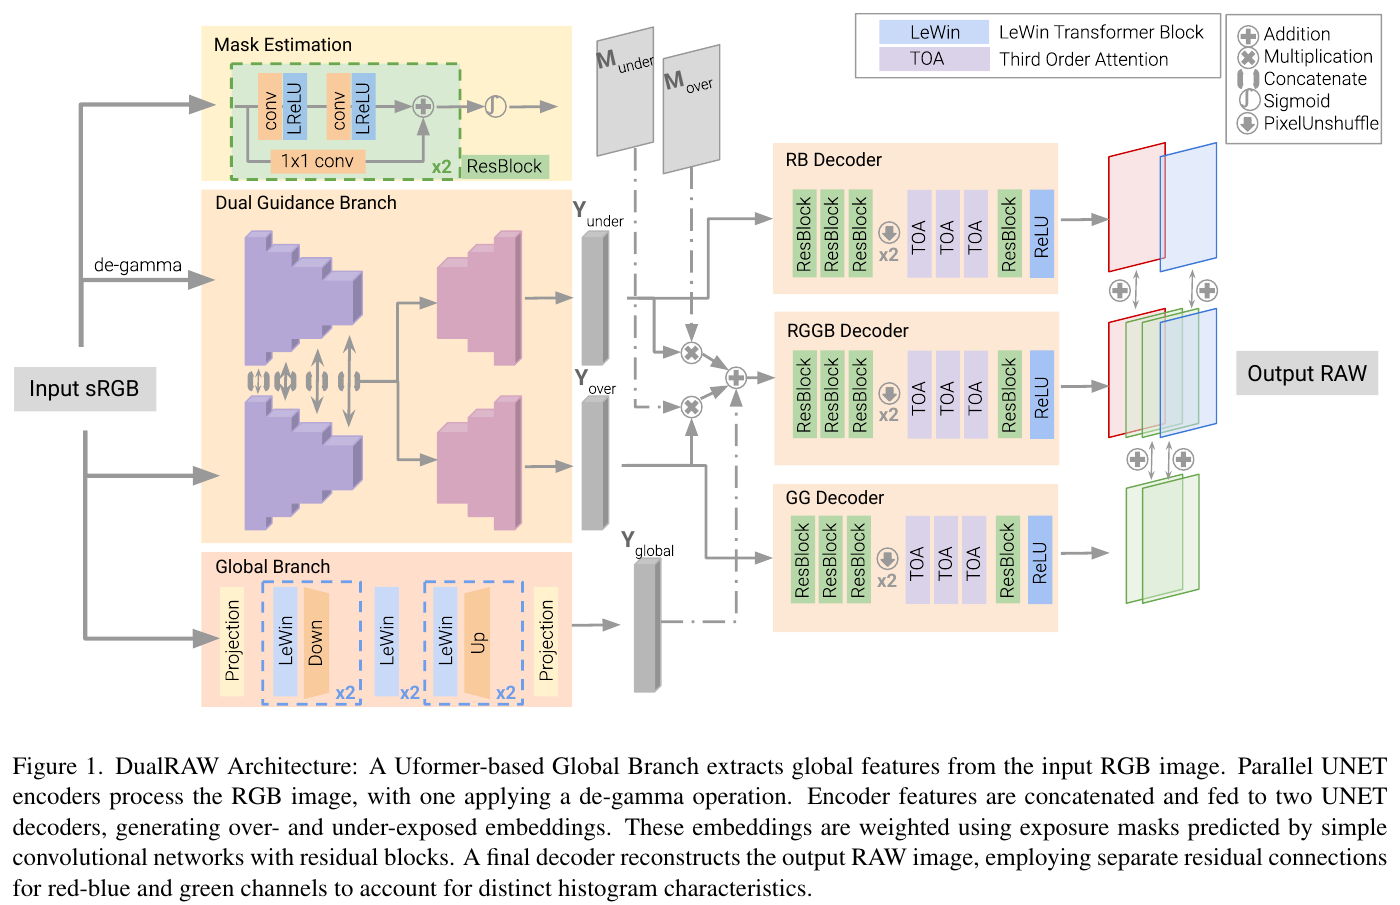 Mask Estimation
conv
LReLU
conv
LReLU
1x1 conv
x2
ResBlock
M under
M over
LeWin
LeWin Transformer Block
TOA
Third Order Attention
Addition
Multiplication
Concatenate
Sigmoid
PixelUnshuffle
Dual Guidance Branch
de-gamma
Input sRGB
Y under
Y over
Y global
Global Branch
Projection
LeWin
Down
x2
LeWin
x2
LeWin
Up
x2
Projection
RB Decoder
ResBlock
ResBlock
ResBlock
x2
TOA
TOA
TOA
ResBlock
ReLU
RGGB Decoder
ResBlock
ResBlock
ResBlock
x2
TOA
TOA
TOA
ResBlock
ReLU
GG Decoder
ResBlock
ResBlock
ResBlock
x2
TOA
TOA
TOA
ResBlock
ReLU
Output RAW
Figure 1. DualRAW Architecture: A Uformer-based Global Branch extracts global features from the input RGB image. Parallel UNET
encoders process the RGB image, with one applying a de-gamma operation. Encoder features are concatenated and fed to two UNET
decoders, generating over- and under-exposed embeddings. These embeddings are weighted using exposure masks predicted by simple
convolutional networks with residual blocks. A final decoder reconstructs the output RAW image, employing separate residual connections
for red-blue and green channels to account for distinct histogram characteristics.